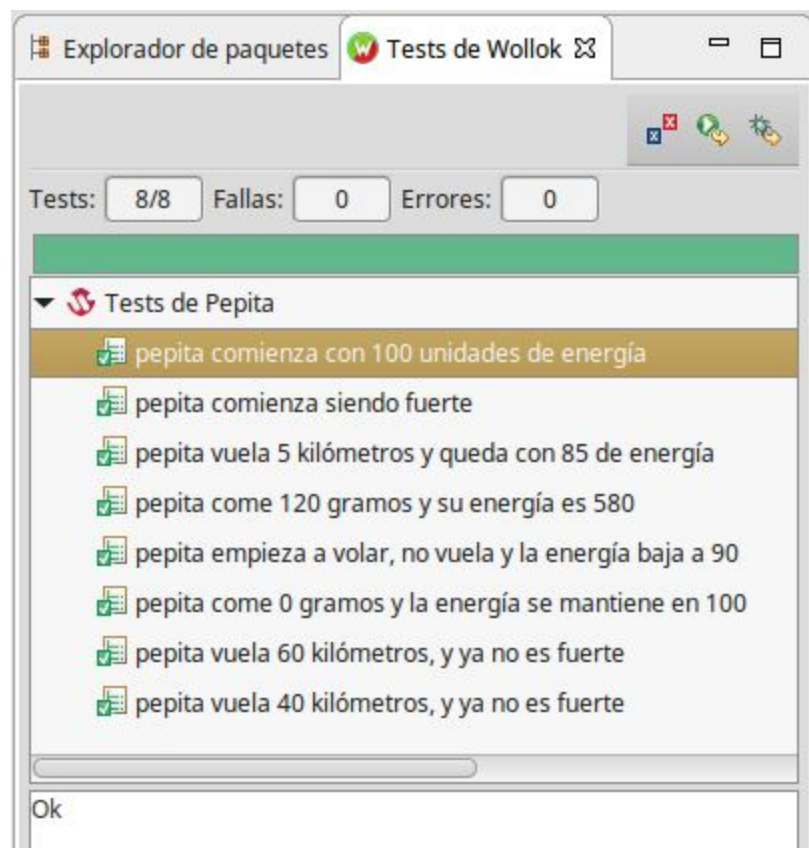 Explorador de paquetes Tests de Wollok
Tests: 8/8 Fallas: 0 Errores: 0
Tests de Pepita
pepita comienza con 100 unidades de energía
pepita comienza siendo fuerte
pepita vuela 5 kilómetros y queda con 85 de energía
pepita come 120 gramos y su energía es 580
pepita empieza a volar, no vuela y la energía baja a 90
pepita come 0 gramos y la energía se mantiene en 100
pepita vuela 60 kilómetros, y ya no es fuerte
pepita vuela 40 kilómetros, y ya no es fuerte
Ok